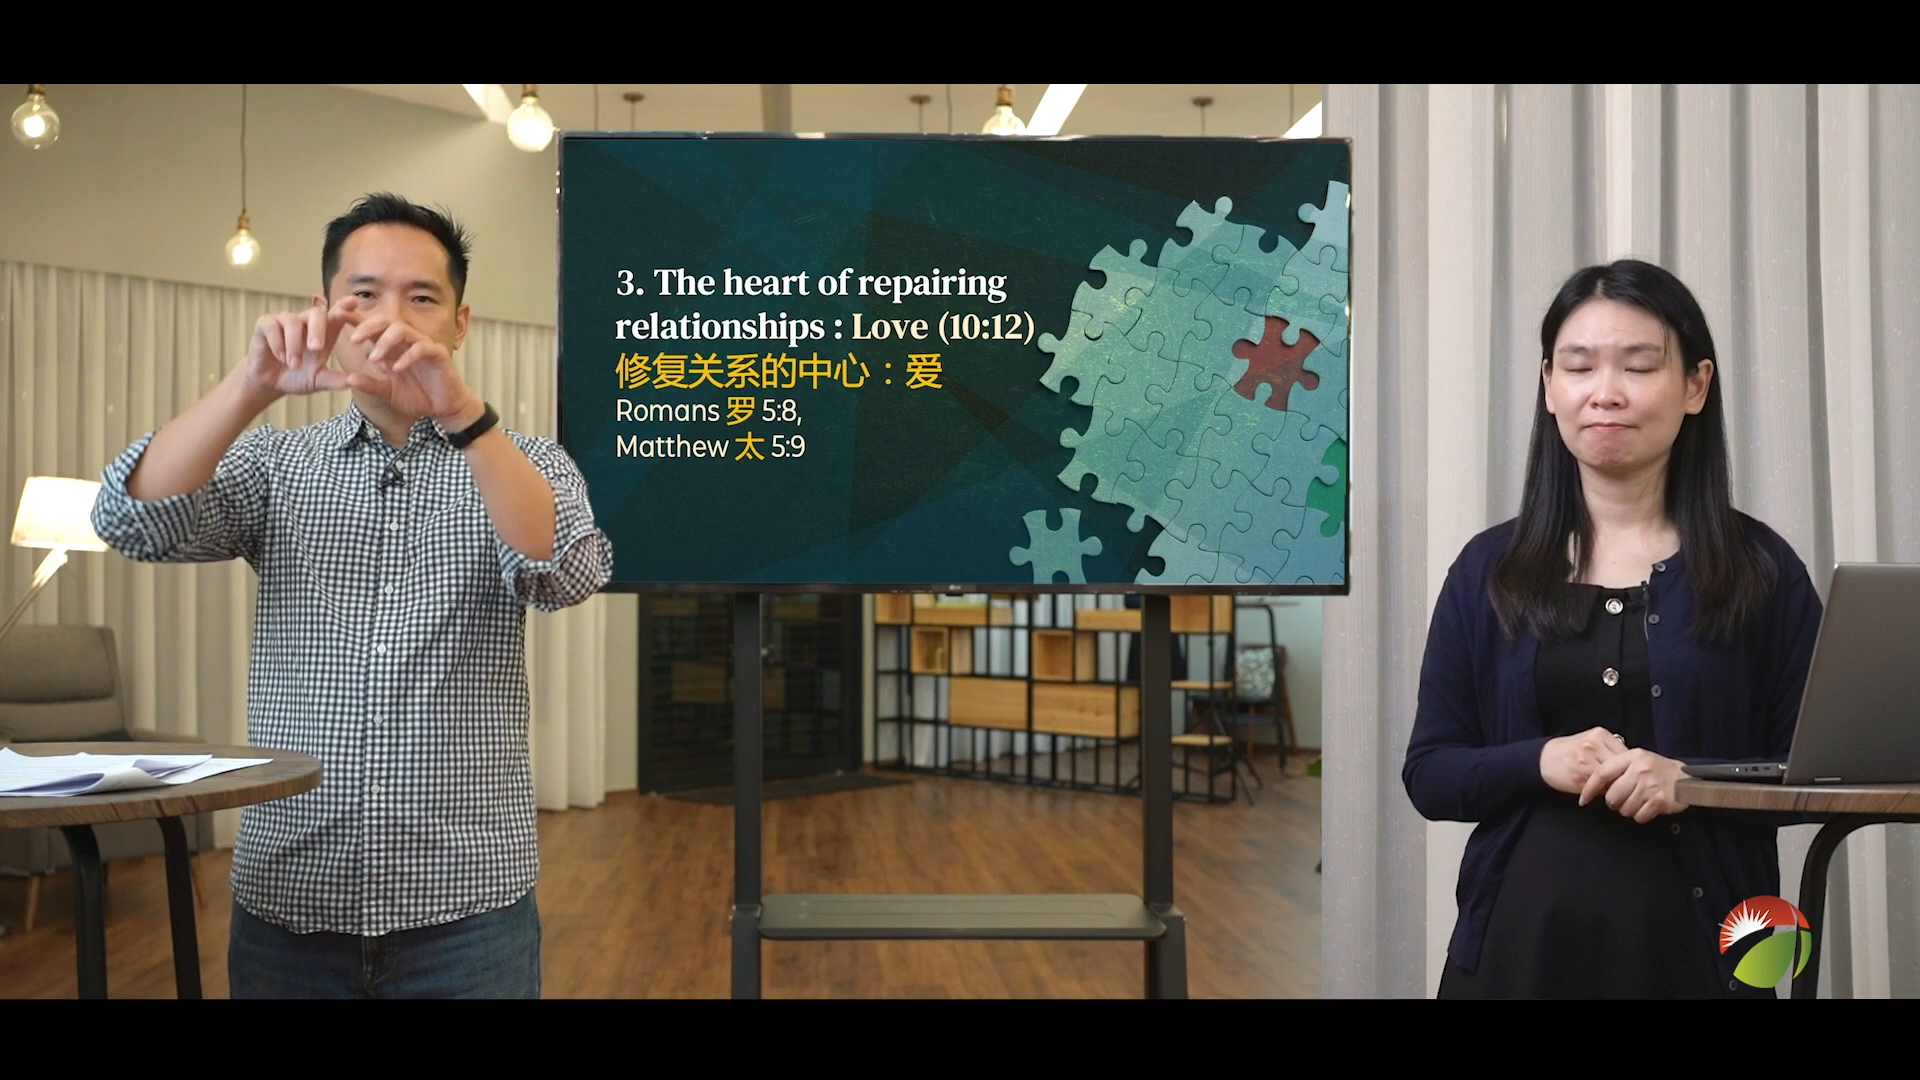 3. The heart of repairing
relationships : Love (10:12)
修复关系的中心：爱
Romans 罗 5:8,
Matthew 太 5:9